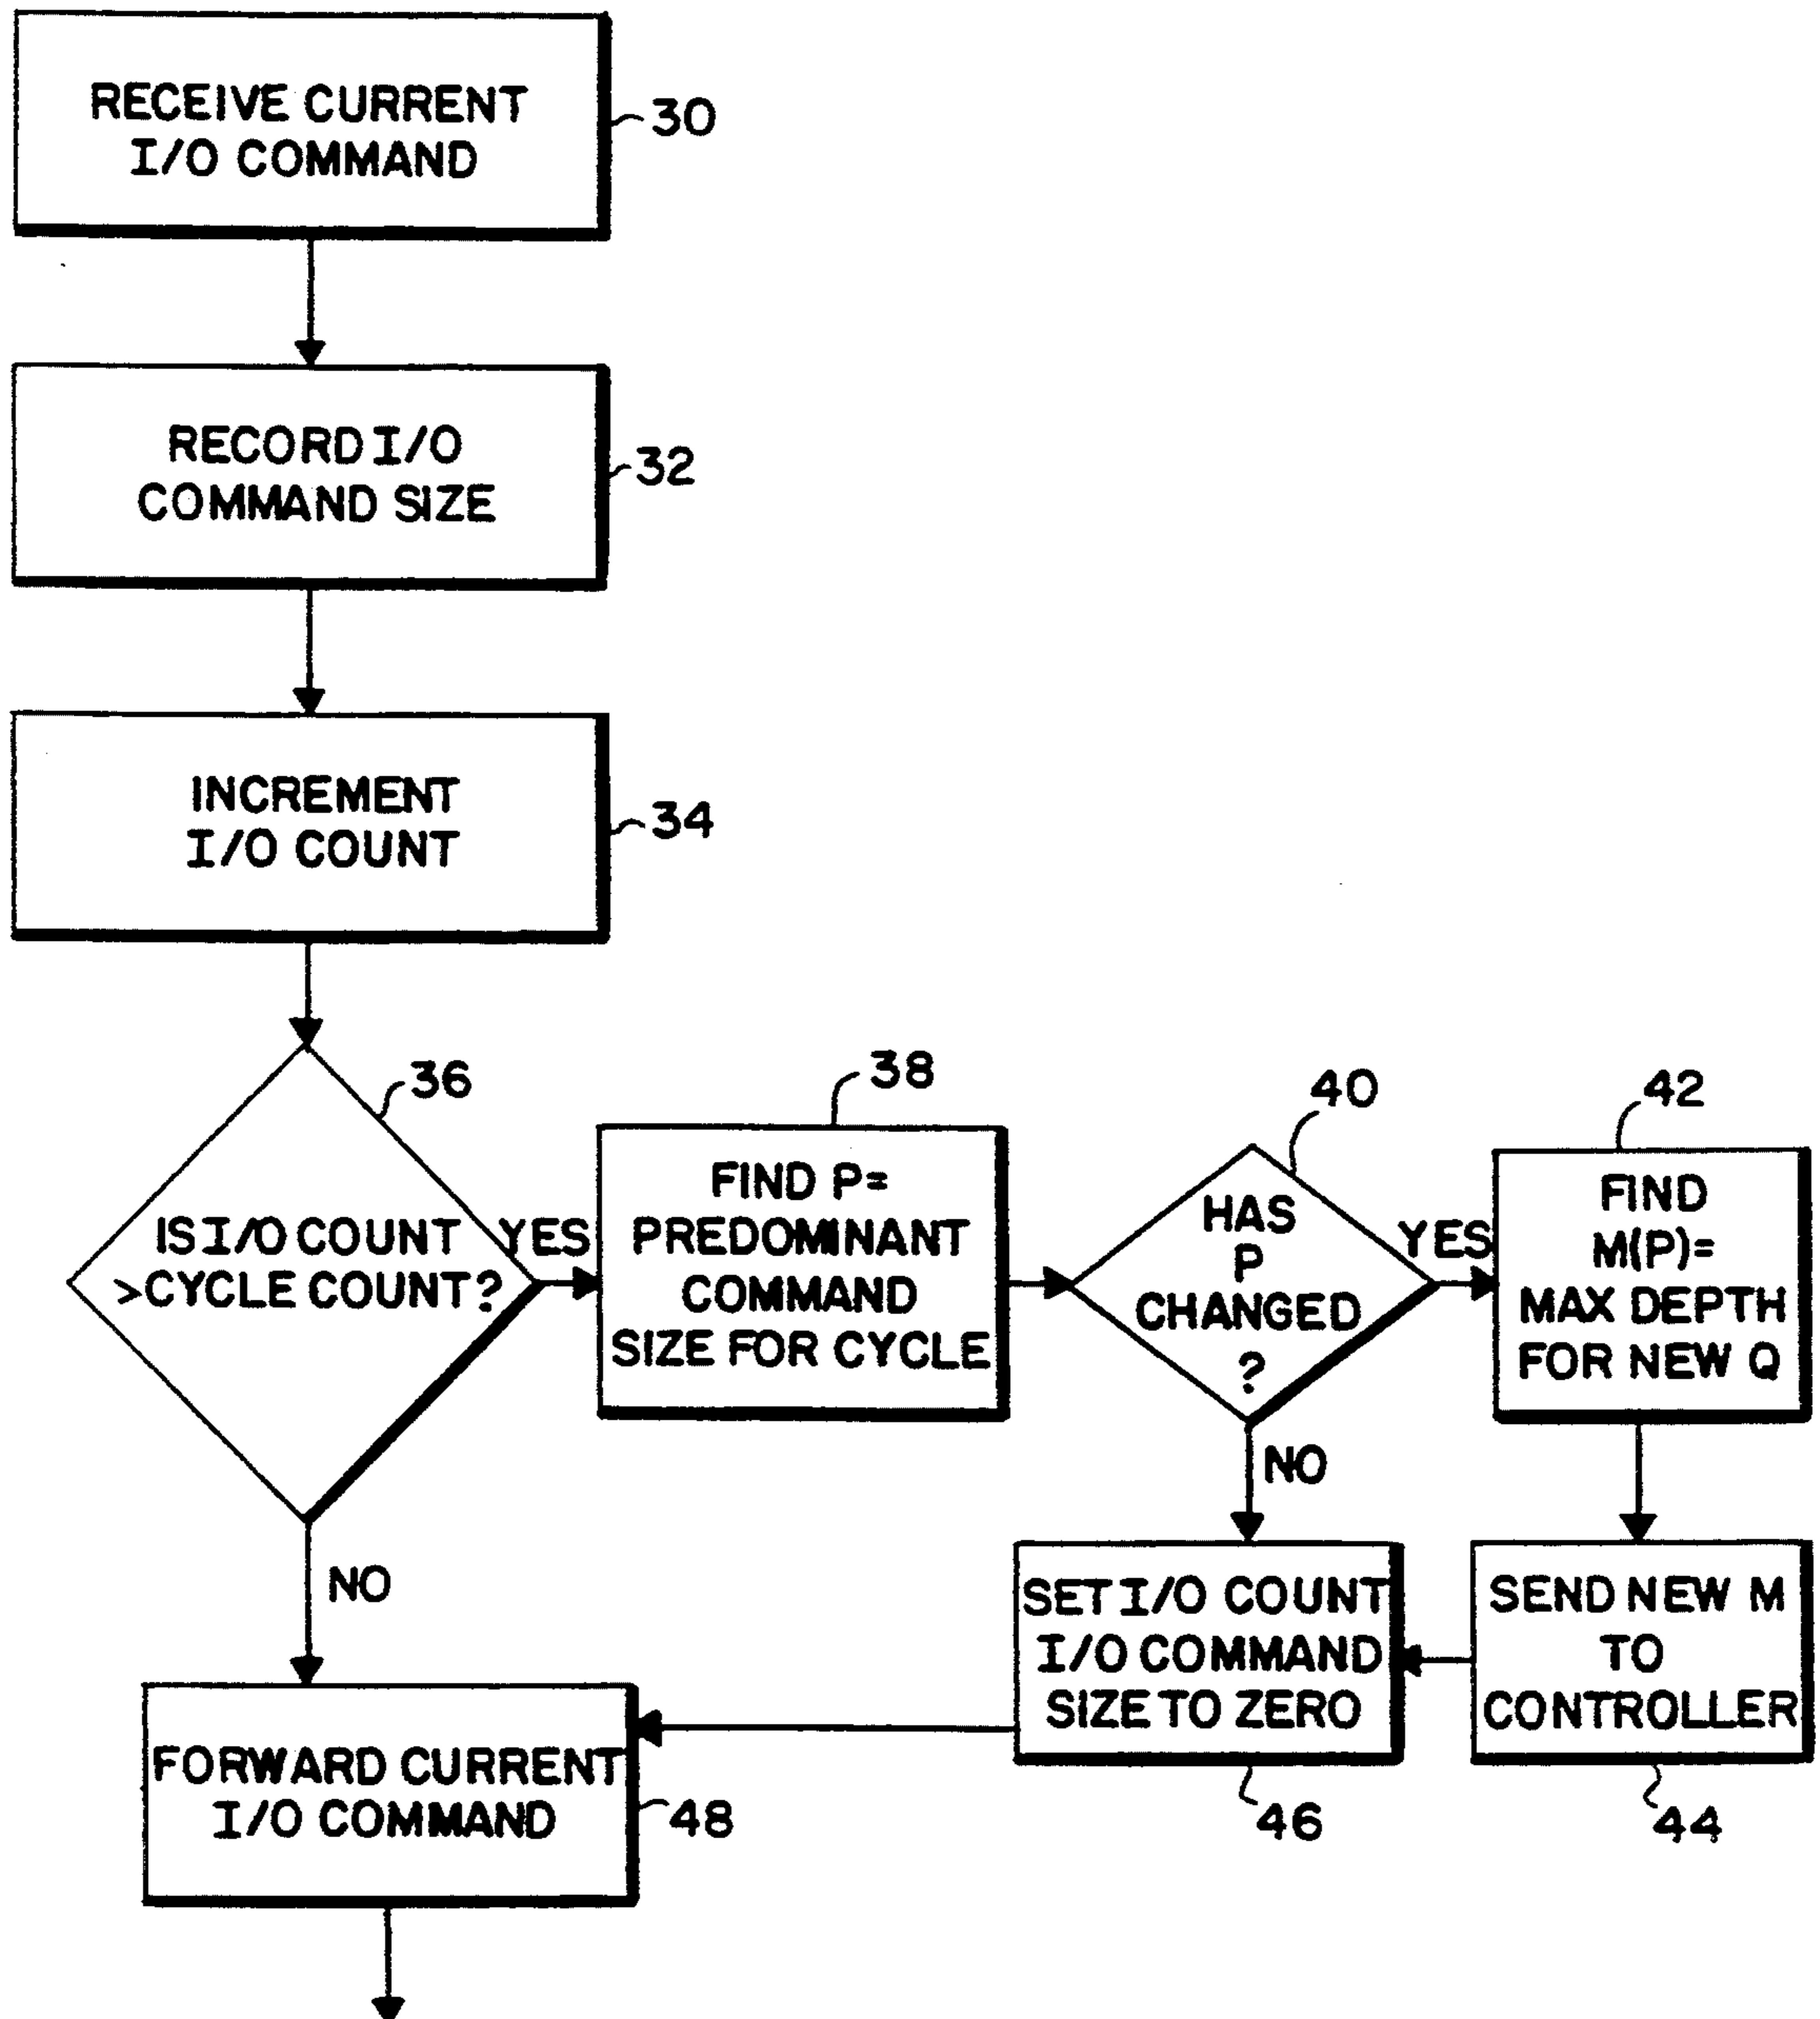 RECEIVE CURRENT
I/O COMMAND
30
RECORD I/O
COMMAND SIZE
32
INCREMENT
I/O COUNT
34
36
IS I/O COUNT
>CYCLE COUNT?
YES
NO
38
FIND P=
PREDOMINANT
COMMAND
SIZE FOR CYCLE
40
HAS
P
CHANGED
?
YES
NO
42
FIND
M(P)=
MAX DEPTH
FOR NEW Q
SEND NEW M
TO
CONTROLLER
44
SET I/O COUNT
I/O COMMAND
SIZE TO ZERO
46
FORWARD CURRENT
I/O COMMAND
48